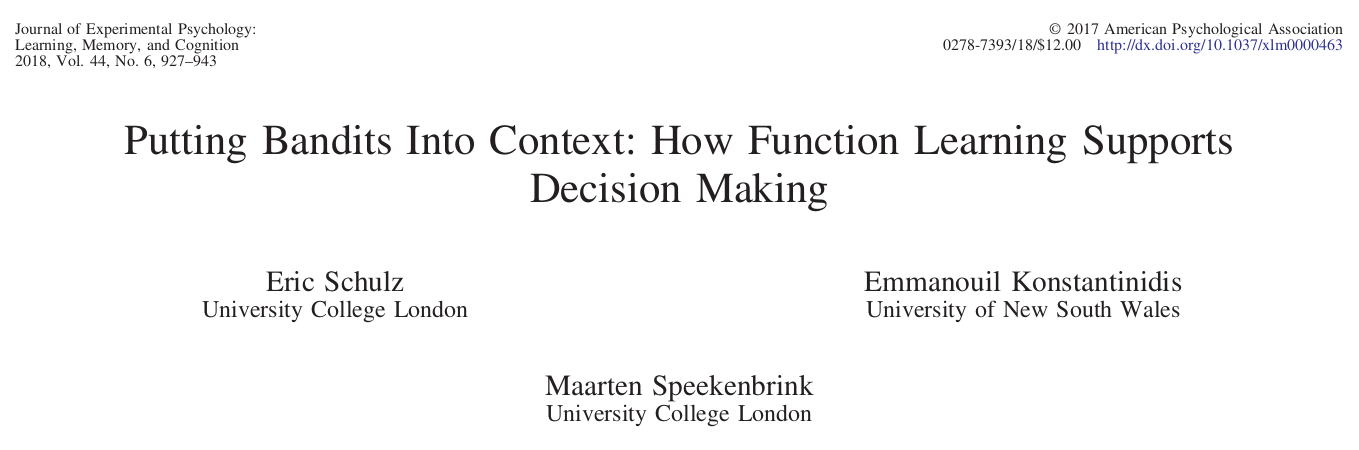 Journal of Experimental Psychology:
Learning, Memory, and Cognition
2018, Vol. 44, No. 6, 927–943
© 2017 American Psychological Association
0278-7393/18/$12.00 http://dx.doi.org/10.1037/xlm0000463
Putting Bandits Into Context: How Function Learning Supports
Decision Making
Eric Schulz
University College London
Emmanouil Konstantinidis
University of New South Wales
Maarten Speekenbrink
University College London